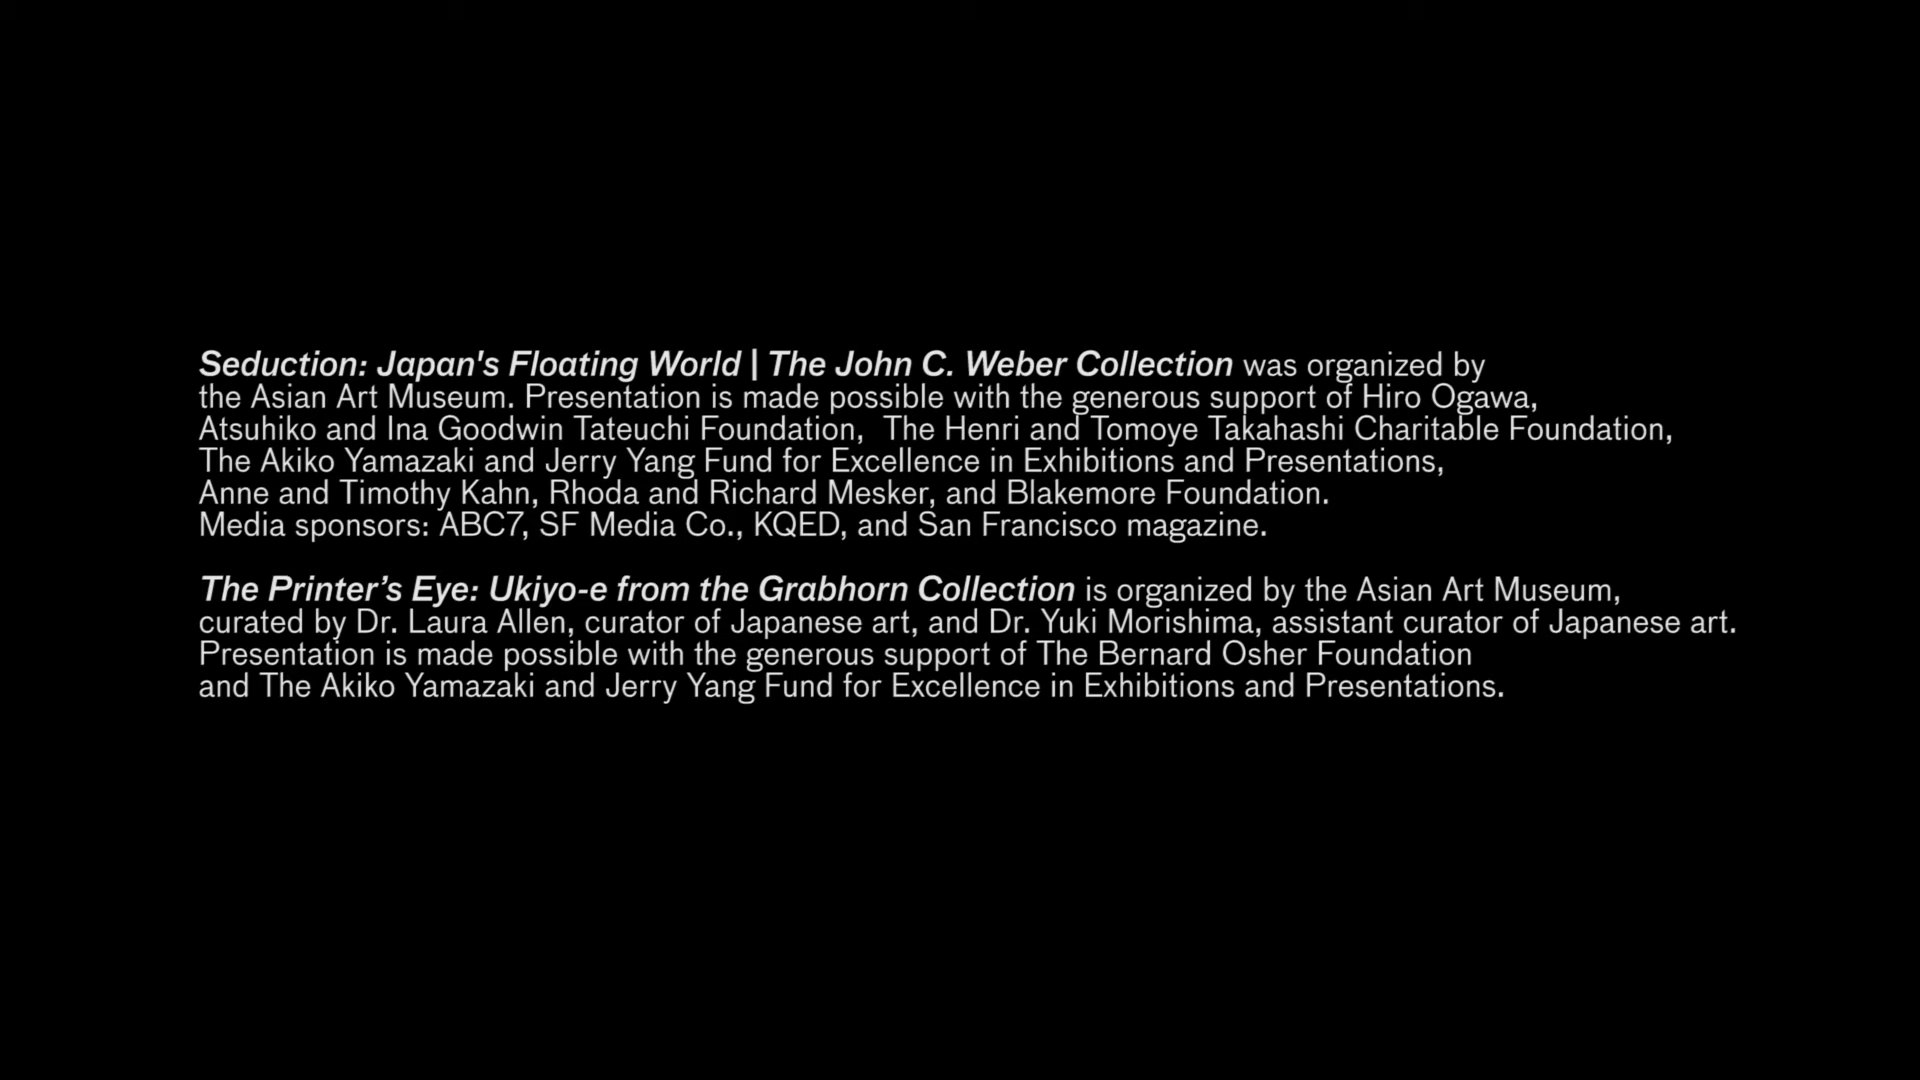 Seduction: Japan's Floating World | The John C. Weber Collection was organized by
the Asian Art Museum. Presentation is made possible with the generous support of Hiro Ogawa,
Atsuhiko and Ina Goodwin Tateuchi Foundation,  The Henri and Tomoye Takahashi Charitable Foundation,
The Akiko Yamazaki and Jerry Yang Fund for Excellence in Exhibitions and Presentations,
Anne and Timothy Kahn, Rhoda and Richard Mesker, and Blakemore Foundation.
Media sponsors: ABC7, SF Media Co., KQED, and San Francisco magazine.
The Printer’s Eye: Ukiyo-e from the Grabhorn Collection is organized by the Asian Art Museum,
curated by Dr. Laura Allen, curator of Japanese art, and Dr. Yuki Morishima, assistant curator of Japanese art.
Presentation is made possible with the generous support of The Bernard Osher Foundation
and The Akiko Yamazaki and Jerry Yang Fund for Excellence in Exhibitions and Presentations.